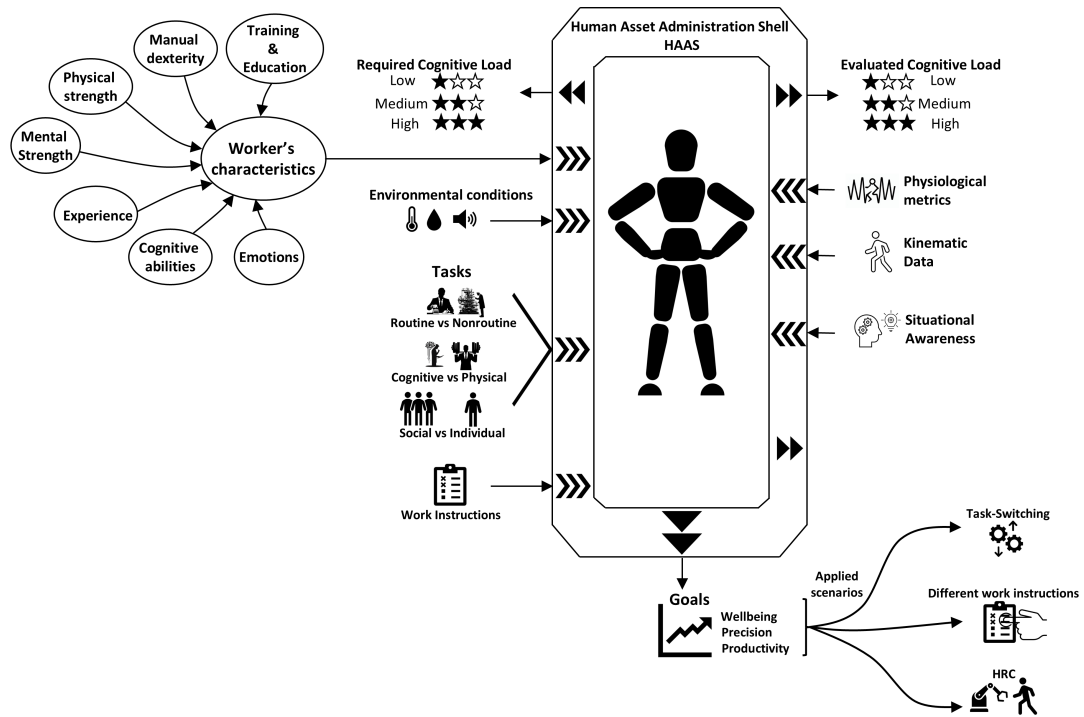 Human Asset Administration Shell
HAAS
Training
&
Education
Manual
dexterity
Physical
strength
Mental
Strength
Experience
Cognitive
abilities
Emotions
Worker's
characteristics
Required Cognitive Load
Low
Medium
High
Environmental conditions
Tasks
Routine vs Nonroutine
Cognitive vs Physical
Social vs Individual
Work Instructions
Evaluated Cognitive Load
Low
Medium
High
Physiological
metrics
Kinematic
Data
Situational
Awareness
Goals
Wellbeing
Precision
Productivity
Applied
scenarios
Task-Switching
Different work instructions
HRC